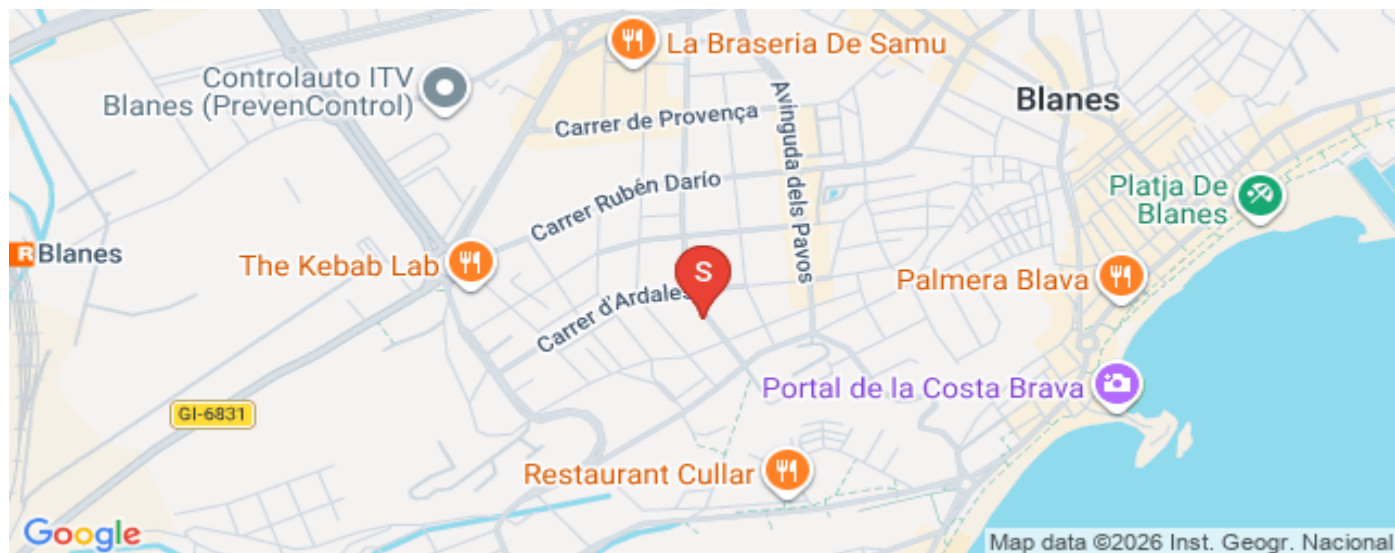 La Braseria De Samu
Controlauto ITV
Blanes (PrevenControl)
Blanes
Carrer de Provença
Avinguda dels Pavos
Carrer Rubén Darío
Platja De
Blanes
R Blanes
The Kebab Lab
S
Palmera Blava
Carrer d'Ardales
Portal de la Costa Brava
GI-6831
Restaurant Cullar
Google
Map data ©2026 Inst. Geogr. Nacional